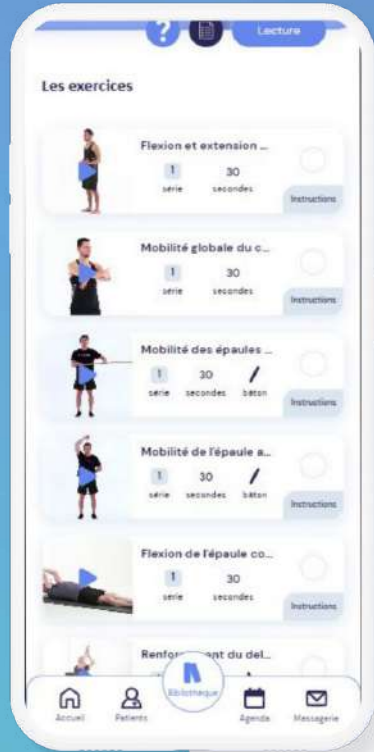 ?
Lecture
Les exercices
Flexion et extension ...
1 30
série secondes
Instructions
Mobilité globale du c...
1 30
série secondes
Instructions
Mobilité des épaules ...
1 30
série secondes bâton
Instructions
Mobilité de l'épaule a...
1 30
série secondes bâton
Instructions
Flexion de l'épaule co...
1 30
série secondes
Instructions
du del...
Bibliothèque
Accueil Patients Agenda Messagerie